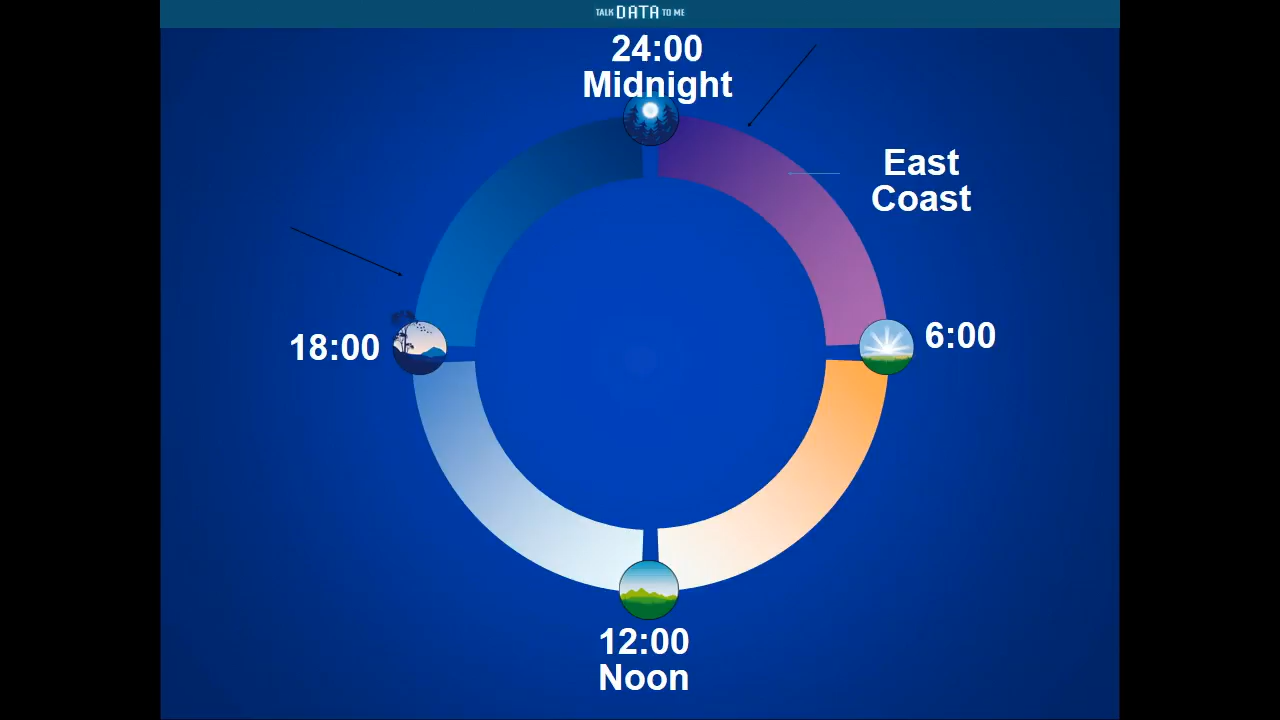 TALK DATA TO ME
24:00
Midnight
East
Coast
18:00
6:00
12:00
Noon